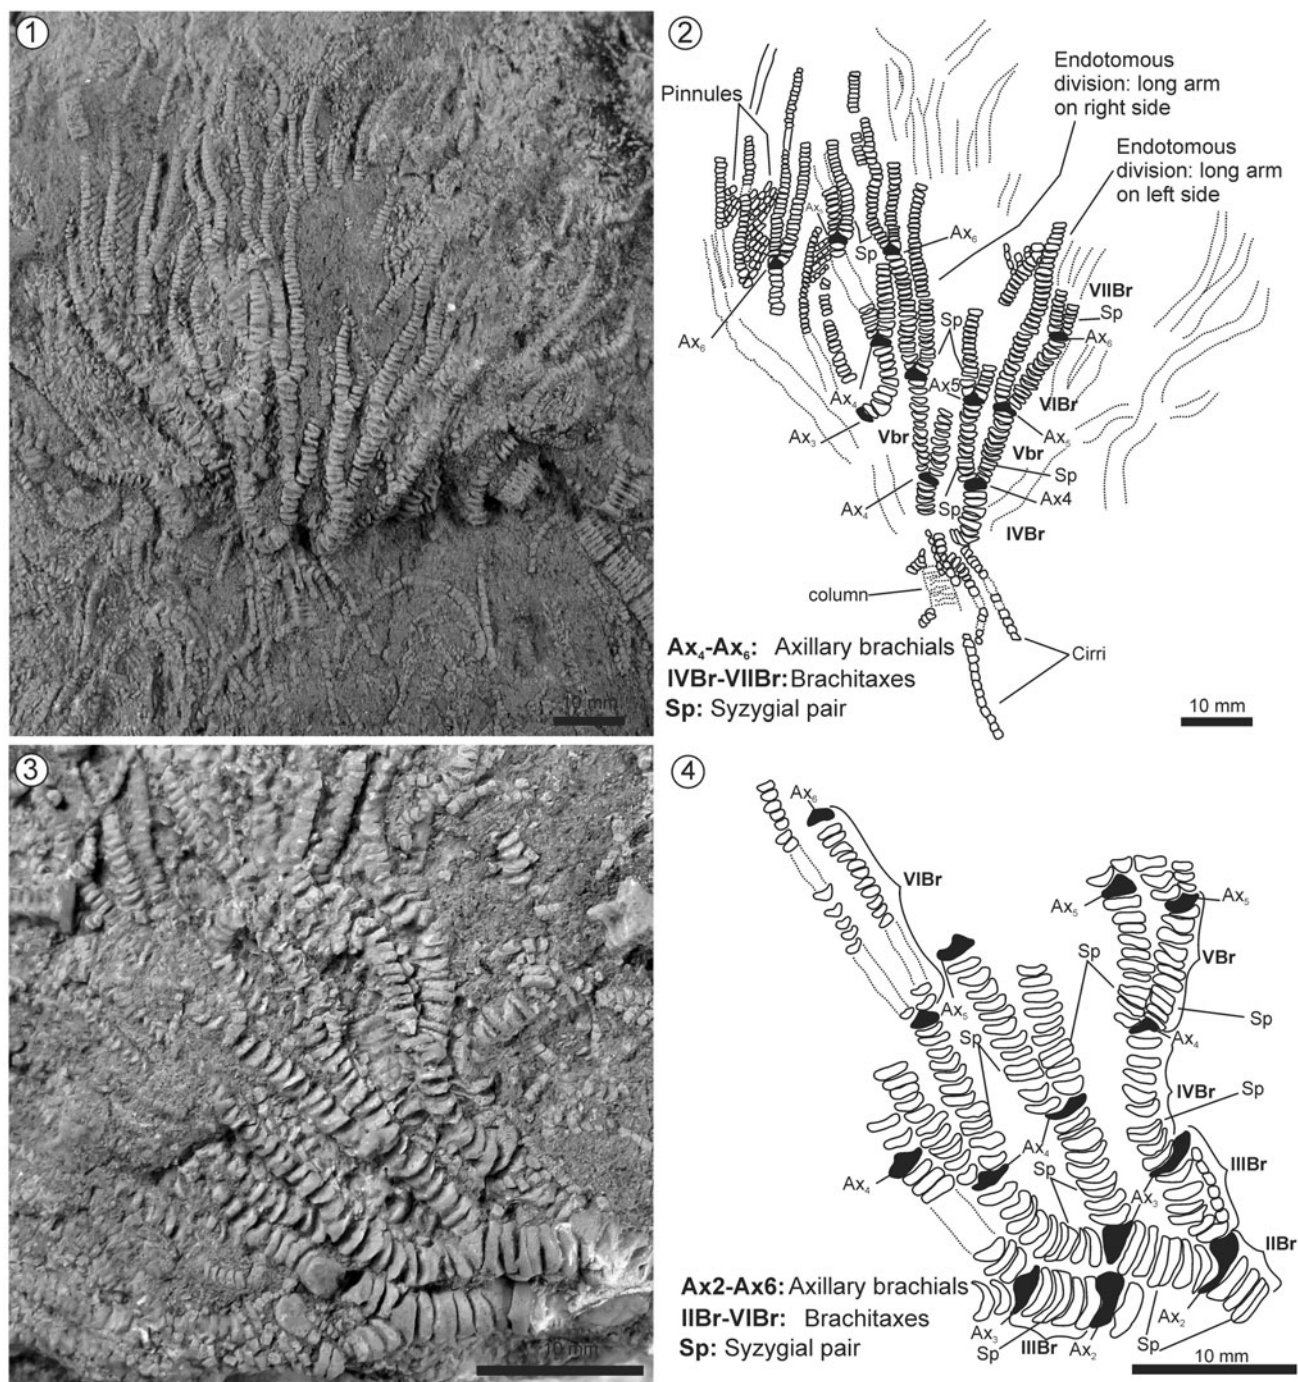 1
10 mm
2
Pinnules
Endotomous
division: long arm
on right side
Endotomous
division: long arm
on left side
Ax₅
Sp
Ax₆
VIIBr
Sp
Ax₆
Ax₆
Sp
Ax₄
Ax5
VIBr
Ax₃
Vbr
Ax₅
Vbr
Sp
Ax₄
Sp
Ax4
IVBr
column
Cirri
Ax₄-Ax₆: Axillary brachials
IVBr-VIIBr: Brachitaxes
Sp: Syzygial pair
10 mm
3
10 mm
4
Ax₆
VIBr
Ax₅
Ax₅
Sp
VBr
Ax₅
Sp
Sp
Ax₄
IVBr
Sp
Ax₄
Ax₄
Sp
IIIBr
Ax₃
IIBr
Ax2-Ax6: Axillary brachials
IIBr-VIBr: Brachitaxes
Sp: Syzygial pair
Ax₃
Sp
IIIBr
Ax₂
Ax₂
Sp
10 mm